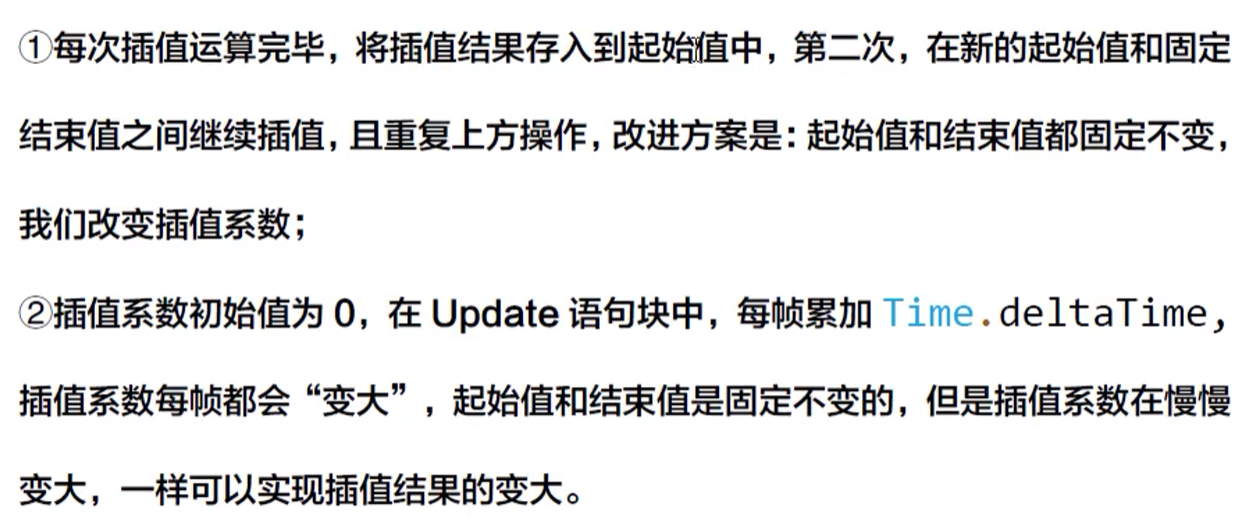 ①每次插值运算完毕，将插值结果存入到起始值中，第二次，在新的起始值和固定
结束值之间继续插值，且重复上方操作，改进方案是：起始值和结束值都固定不变，
我们改变插值系数；
②插值系数初始值为 0，在 Update 语句块中，每帧累加 Time.deltaTime,
插值系数每帧都会“变大”，起始值和结束值是固定不变的，但是插值系数在慢慢
变大，一样可以实现插值结果的变大。